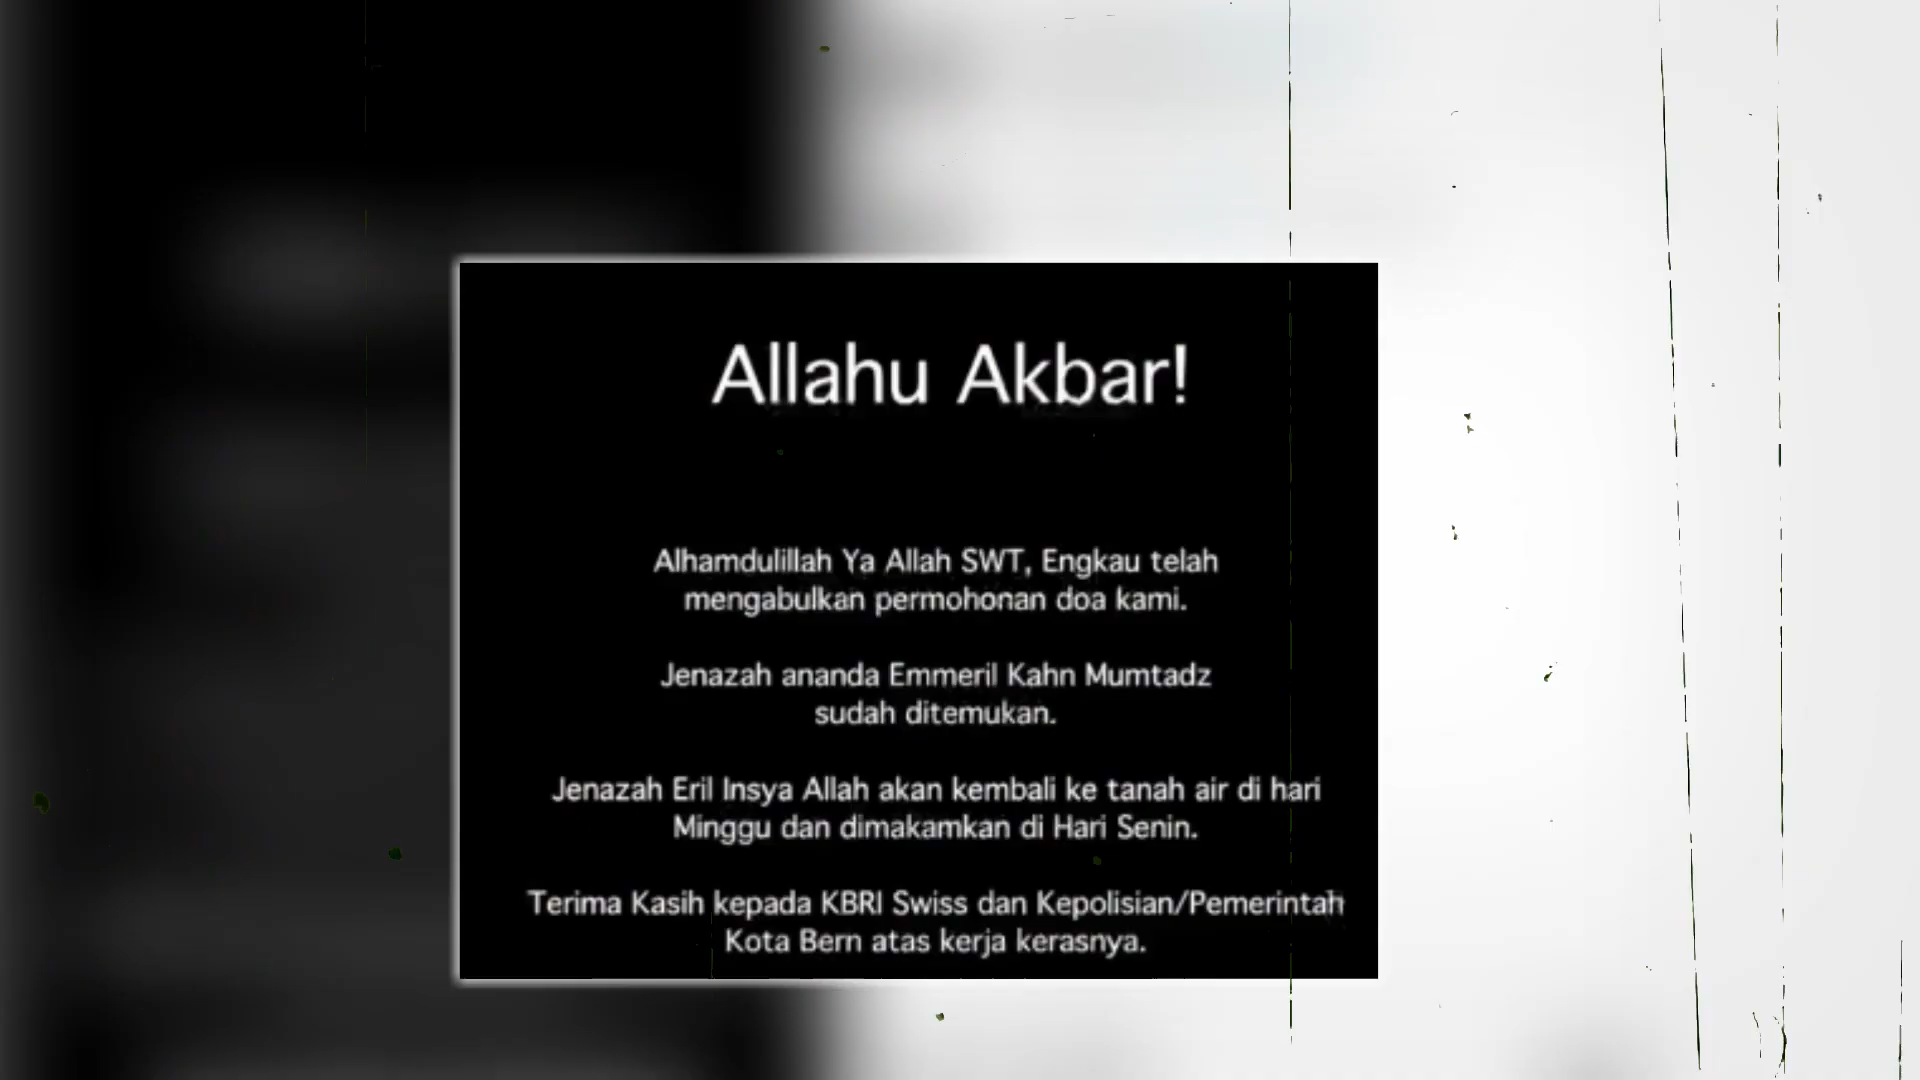 Allahu Akbar!
Alhamdulillah Ya Allah SWT, Engkau telah
mengabulkan permohonan doa kami.
Jenazah ananda Emmeril Kahn Mumtadz
sudah ditemukan.
Jenazah Eril Insya Allah akan kembali ke tanah air di hari
Minggu dan dimakamkan di Hari Senin.
Terima Kasih kepada KBRI Swiss dan Kepolisian/Pemerintah
Kota Bern atas kerja kerasnya.